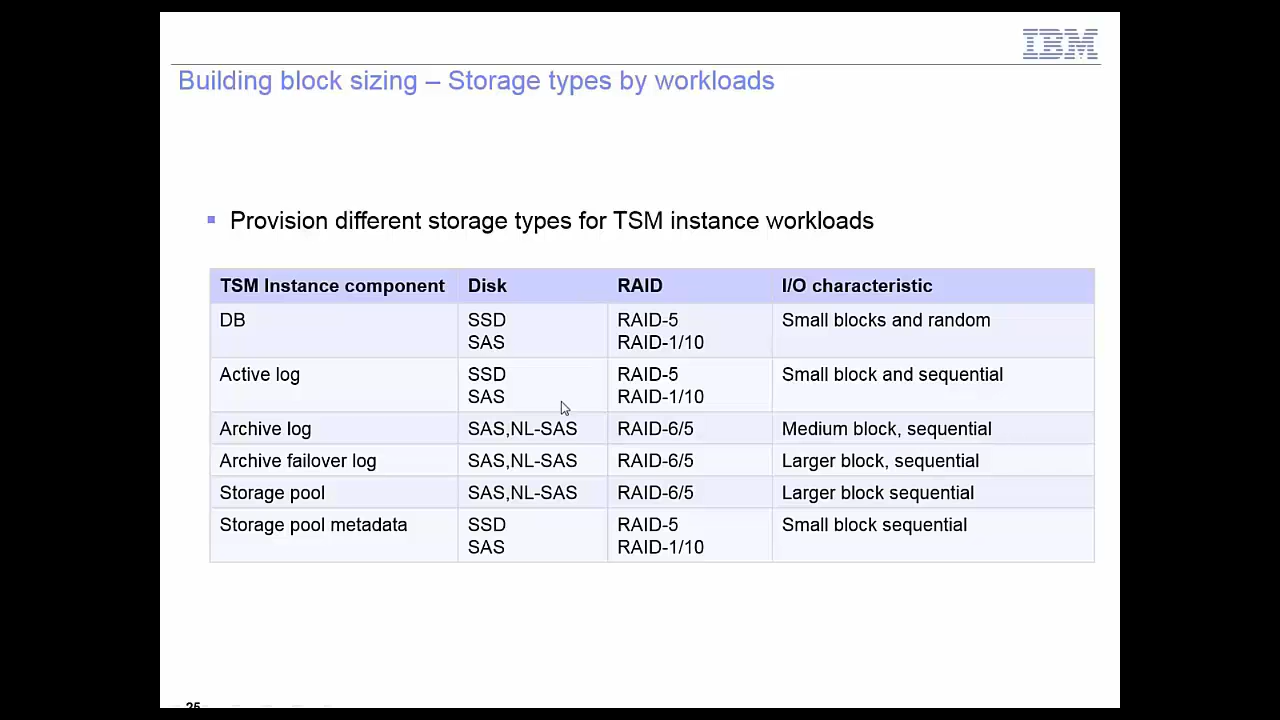 IBM
Building block sizing – Storage types by workloads
Provision different storage types for TSM instance workloads
TSM Instance component Disk RAID I/O characteristic
DB SSD RAID-5 Small blocks and random
SAS RAID-1/10
Active log SSD RAID-5 Small block and sequential
SAS RAID-1/10
Archive log SAS,NL-SAS RAID-6/5 Medium block, sequential
Archive failover log SAS,NL-SAS RAID-6/5 Larger block, sequential
Storage pool SAS,NL-SAS RAID-6/5 Larger block sequential
Storage pool metadata SSD RAID-5 Small block sequential
SAS RAID-1/10
25